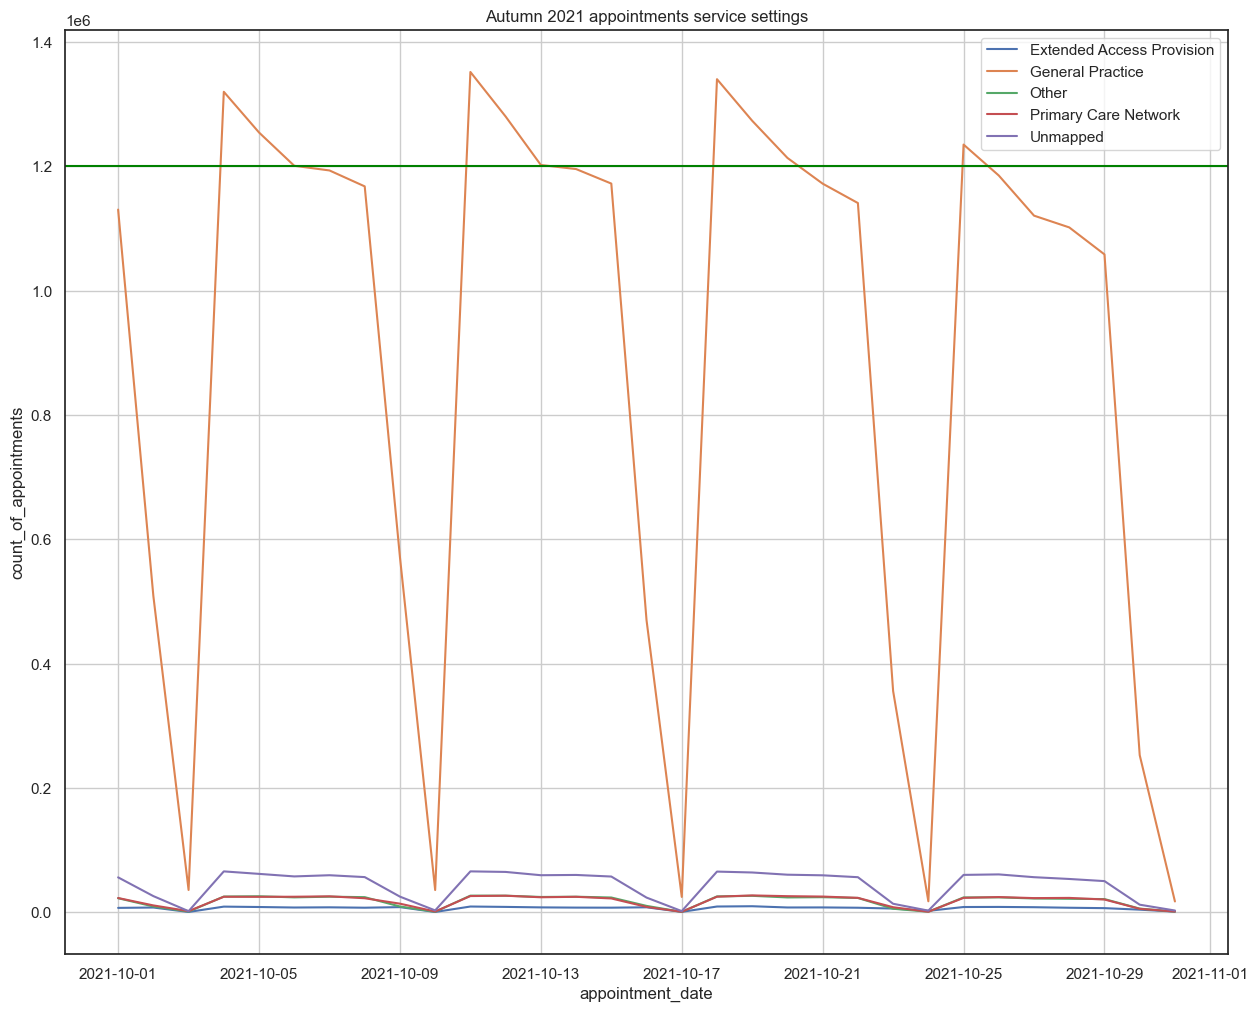 Autumn 2021 appointments service settings
1e6
Extended Access Provision
General Practice
Other
Primary Care Network
Unmapped
count_of_appointments
1.4
1.2
1.0
0.8
0.6
0.4
0.2
0.0
2021-10-01
2021-10-05
2021-10-09
2021-10-13
2021-10-17
2021-10-21
2021-10-25
2021-10-29
2021-11-01
appointment_date